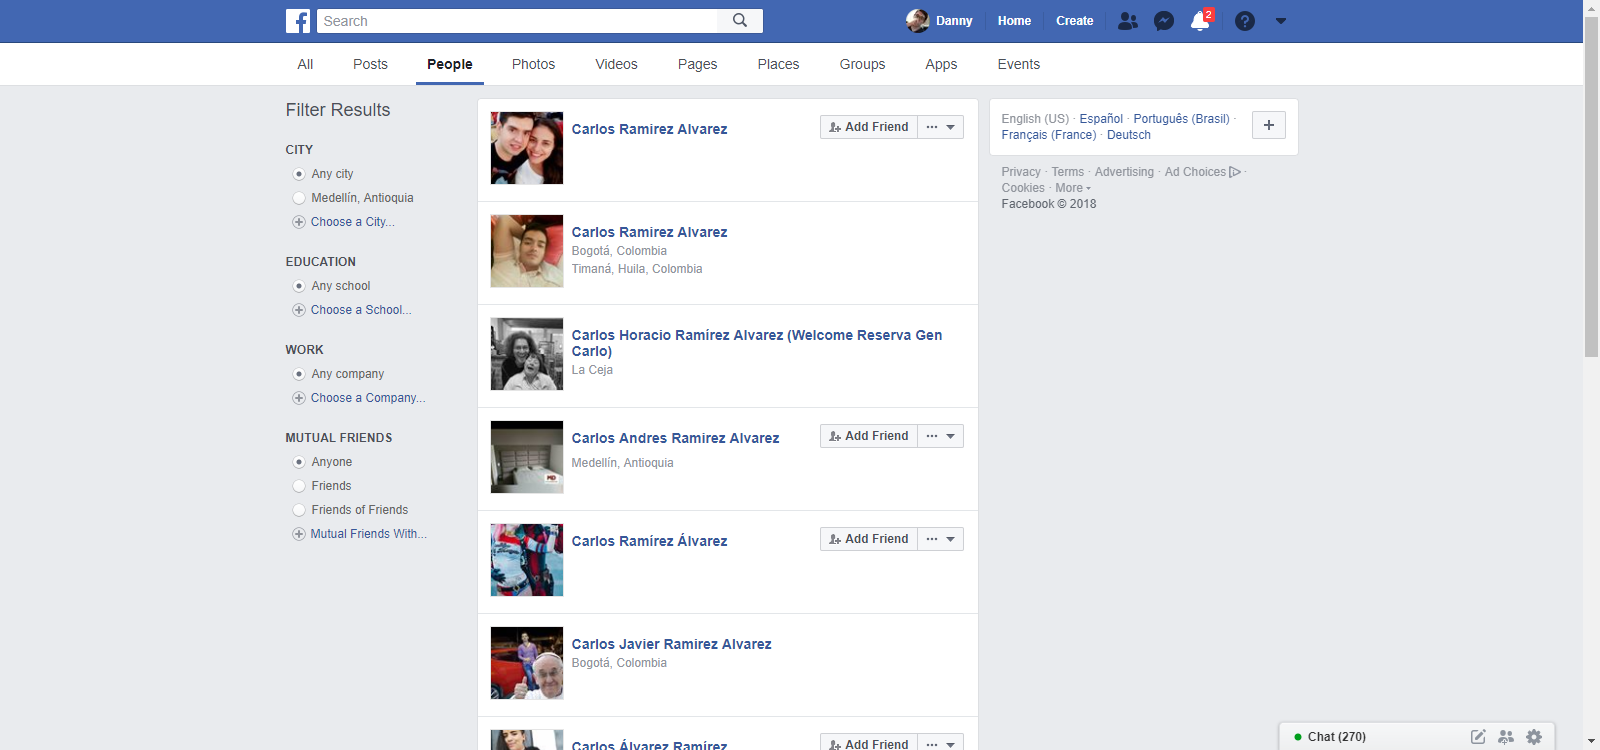 Search
Danny
Home
Create
2
All
Posts
People
Photos
Videos
Pages
Places
Groups
Apps
Events
Filter Results
CITY
Any city
Medellín, Antioquia
Choose a City...
EDUCATION
Any school
Choose a School...
WORK
Any company
Choose a Company...
MUTUAL FRIENDS
Anyone
Friends
Friends of Friends
Mutual Friends With...
Carlos Ramirez Alvarez
Add Friend
Carlos Ramirez Alvarez
Bogotá, Colombia
Timaná, Huila, Colombia
Carlos Horacio Ramírez Alvarez (Welcome Reserva Gen
Carlo)
La Ceja
Carlos Andres Ramirez Alvarez
Add Friend
Medellín, Antioquia
Carlos Ramírez Álvarez
Add Friend
Carlos Javier Ramirez Alvarez
Bogotá, Colombia
Carlos Álvarez Ramírez
Add Friend
English (US) · Español · Português (Brasil) ·
Français (France) · Deutsch
Privacy · Terms · Advertising · Ad Choices ·
Cookies · More
Facebook © 2018
Chat (270)